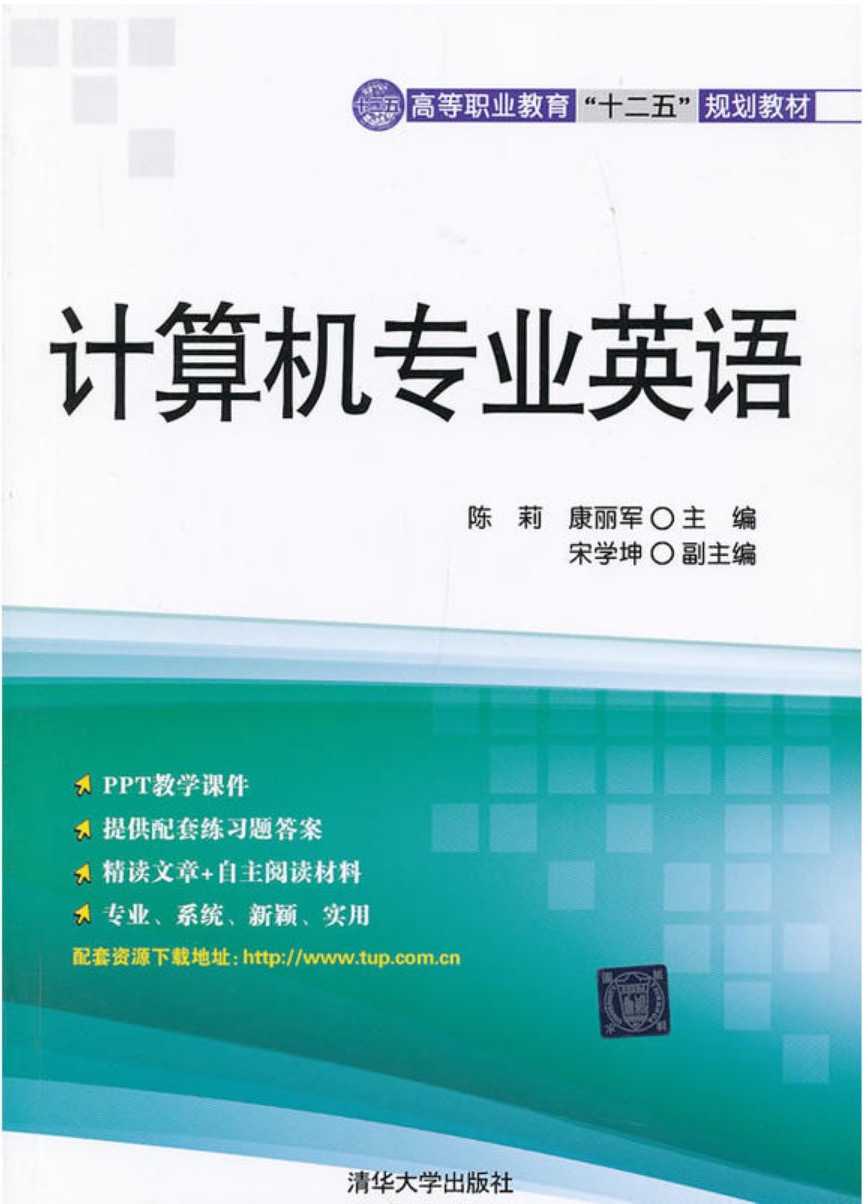 十二五
高等职业教育“十二五”规划教材
计算机专业英语
陈 莉 康丽军○主 编
宋学坤○副主编
PPT教学课件
提供配套练习题答案
精读文章+自主阅读材料
专业、系统、新颖、实用
配套资源下载地址：http://www.tup.com.cn
清华大学出版社